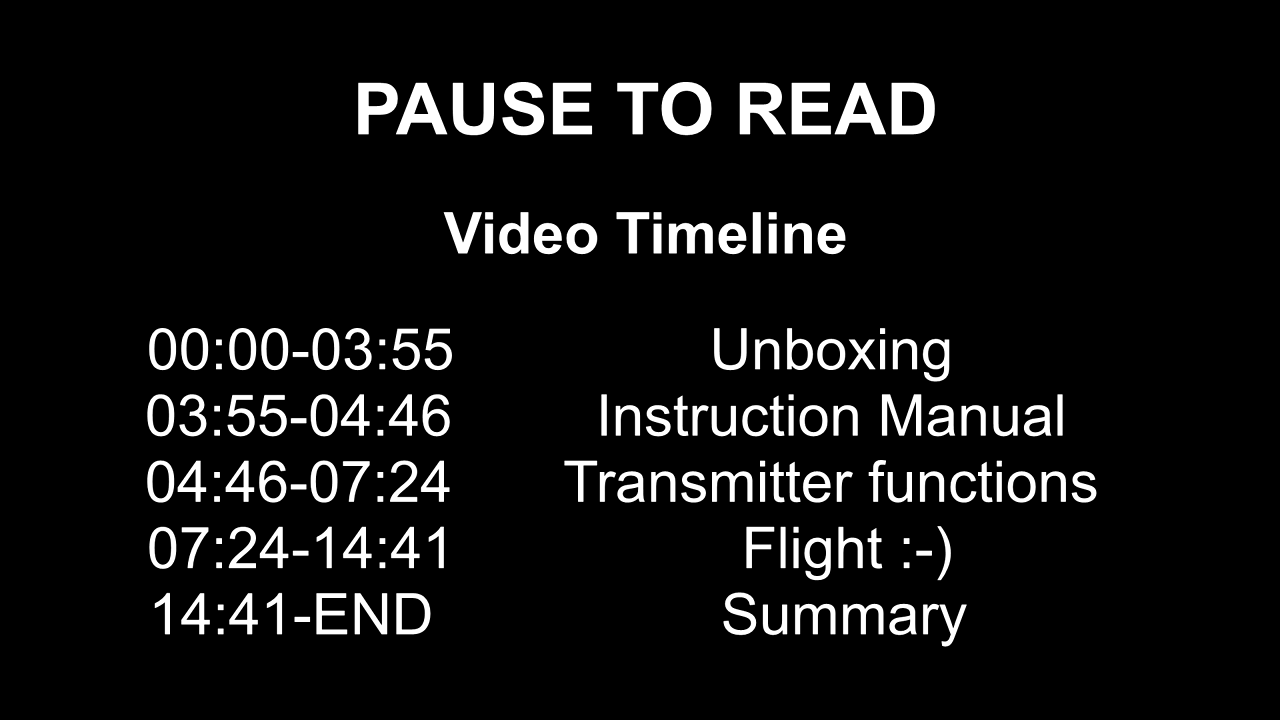 PAUSE TO READ
Video Timeline
00:00-03:55 Unboxing
03:55-04:46 Instruction Manual
04:46-07:24 Transmitter functions
07:24-14:41 Flight :-)
14:41-END Summary